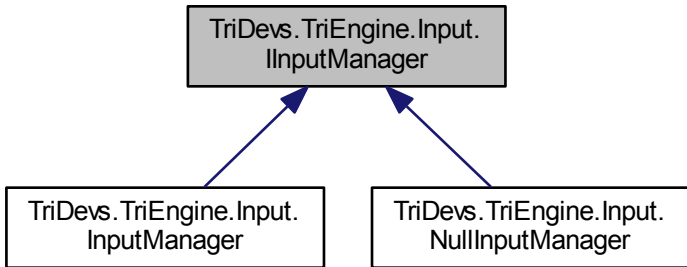 TriDevs.TriEngine.Input.
IInputManager
TriDevs.TriEngine.Input.
InputManager
TriDevs.TriEngine.Input.
NullInputManager